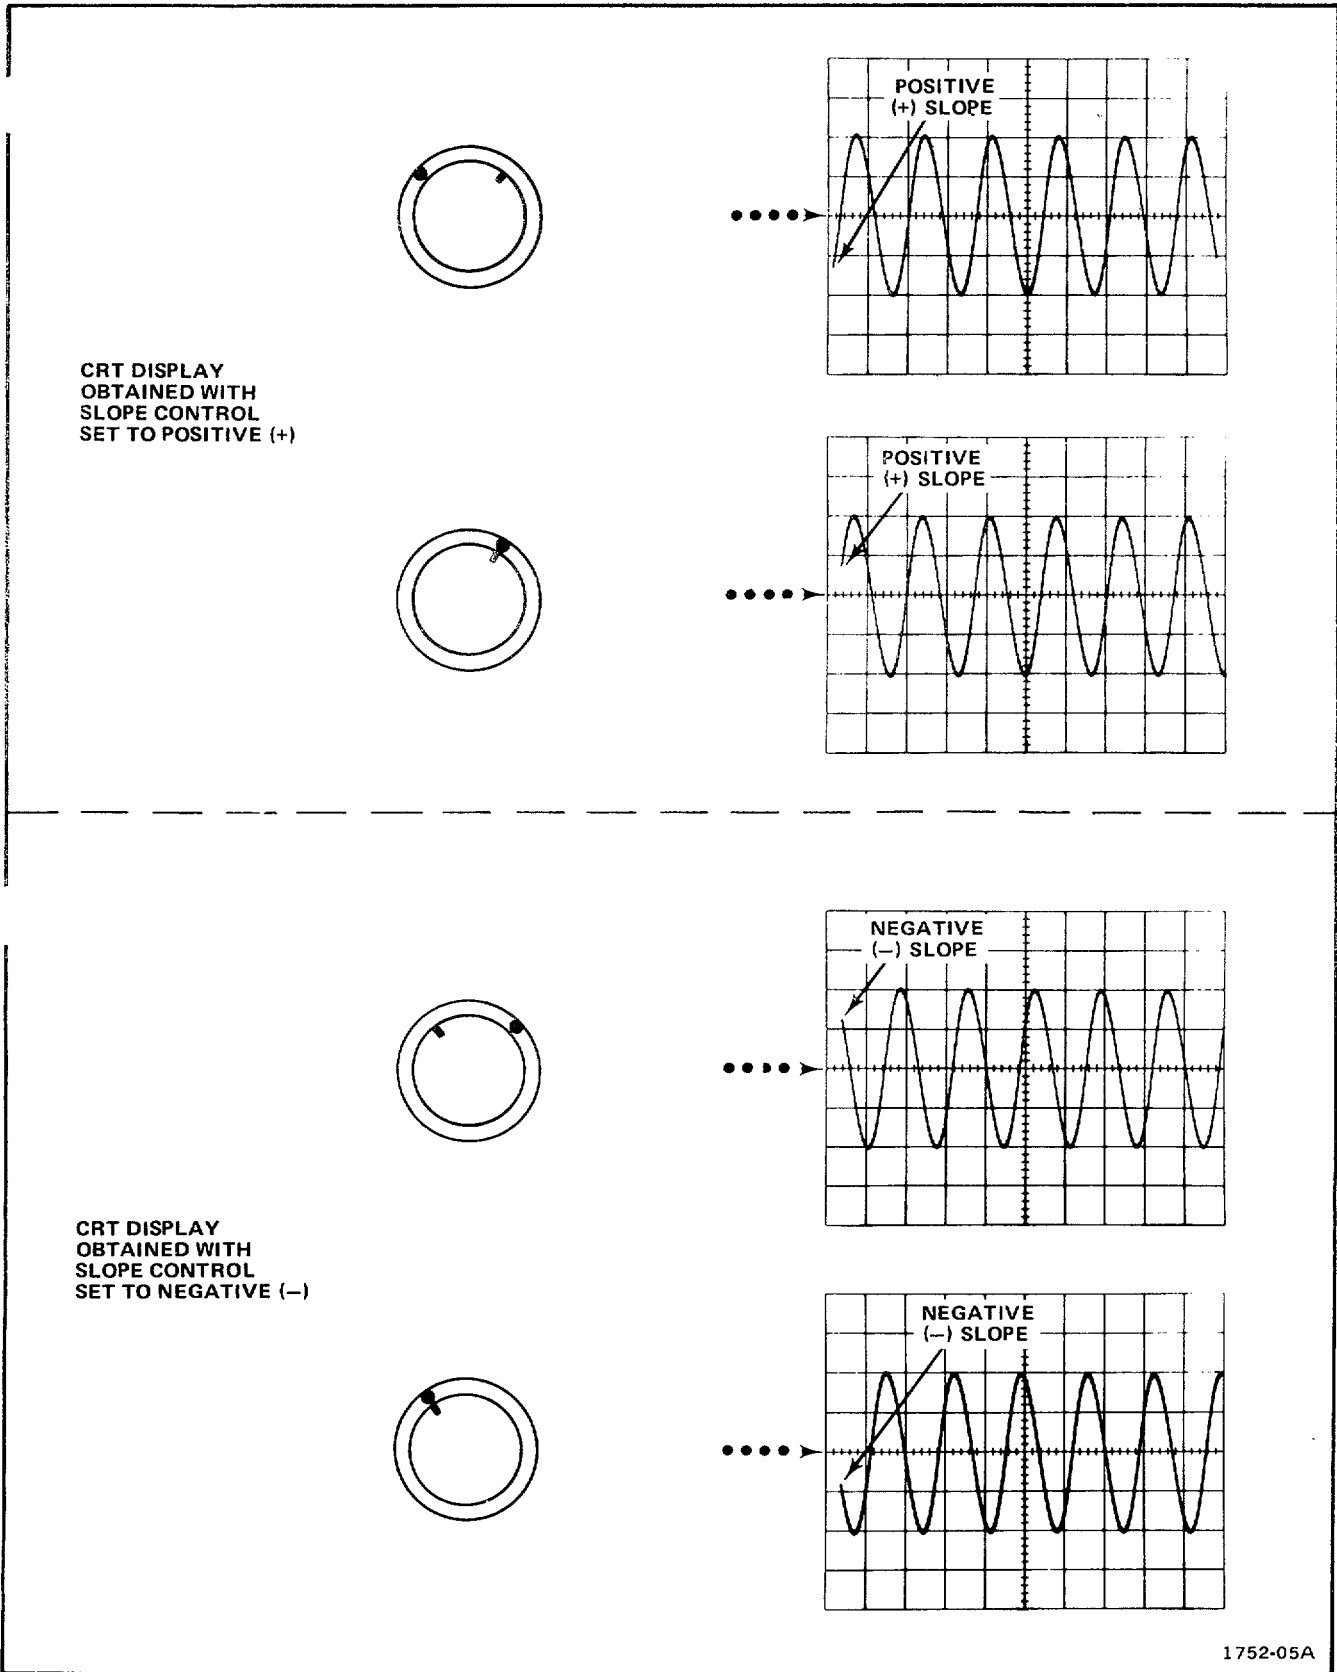 POSITIVE
(+) SLOPE
CRT DISPLAY
OBTAINED WITH
SLOPE CONTROL
SET TO POSITIVE (+)
POSITIVE
(+) SLOPE
NEGATIVE
(—) SLOPE
CRT DISPLAY
OBTAINED WITH
SLOPE CONTROL
SET TO NEGATIVE (—)
NEGATIVE
(—) SLOPE
1752-05A